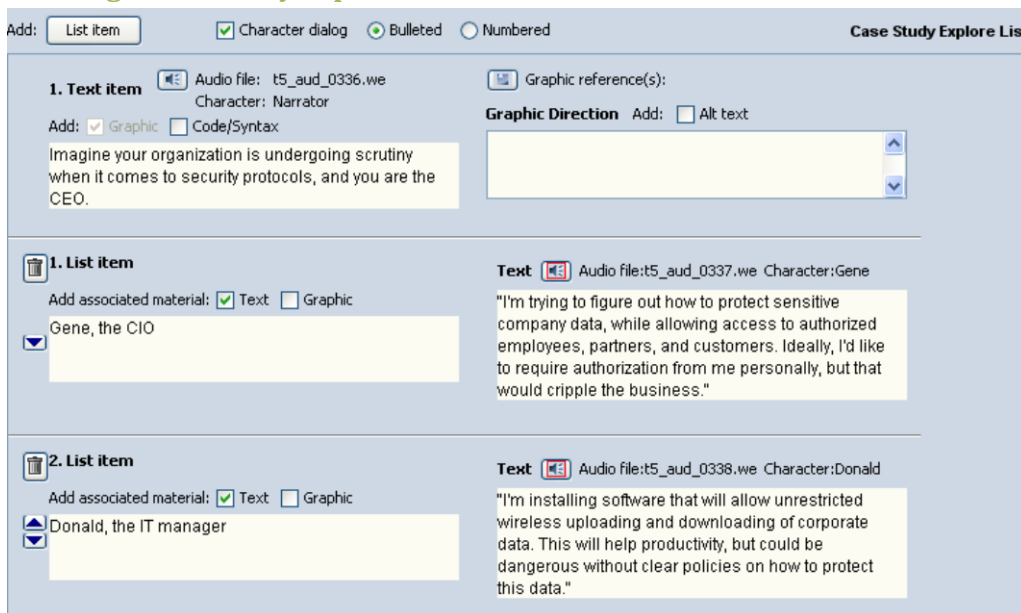 Add: List item Character dialog Bulleted Numbered Case Study Explore Lis
1. Text item Audio file: t5_aud_0336.we
Character: Narrator
Add: Graphic Code/Syntax
Imagine your organization is undergoing scrutiny
when it comes to security protocols, and you are the
CEO.
Graphic reference(s):
Graphic Direction Add: Alt text
1. List item
Add associated material: Text Graphic
Gene, the CIO
Text Audio file:t5_aud_0337.we Character:Gene
"I'm trying to figure out how to protect sensitive
company data, while allowing access to authorized
employees, partners, and customers. Ideally, I'd like
to require authorization from me personally, but that
would cripple the business."
2. List item
Add associated material: Text Graphic
Donald, the IT manager
Text Audio file:t5_aud_0338.we Character:Donald
"I'm installing software that will allow unrestricted
wireless uploading and downloading of corporate
data. This will help productivity, but could be
dangerous without clear policies on how to protect
this data."